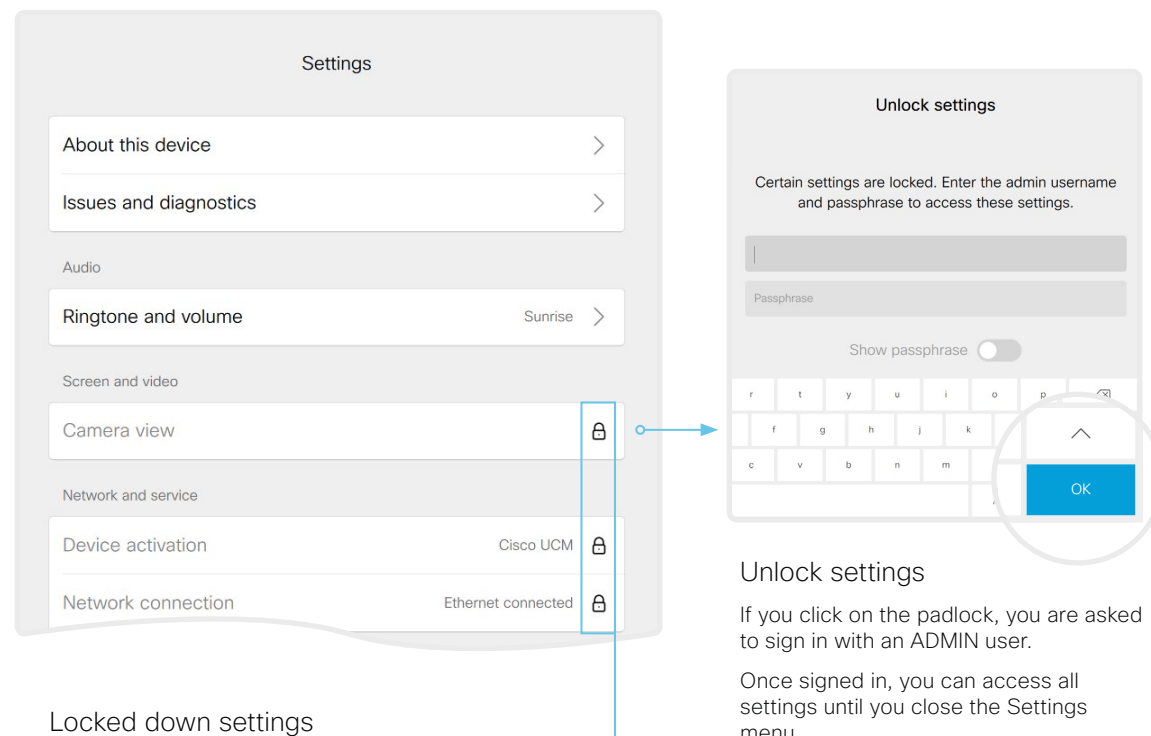 Settings
About this device
Issues and diagnostics
Audio
Ringtone and volume Sunrise
Screen and video
Camera view
Network and service
Device activation Cisco UCM
Network connection Ethernet connected
Locked down settings
Unlock settings
Certain settings are locked. Enter the admin username
and passphrase to access these settings.
Passphrase
Show passphrase
r t y u i o p
f g h j k
c v b n m
OK
Unlock settings
If you click on the padlock, you are asked
to sign in with an ADMIN user.
Once signed in, you can access all
settings until you close the Settings
menu